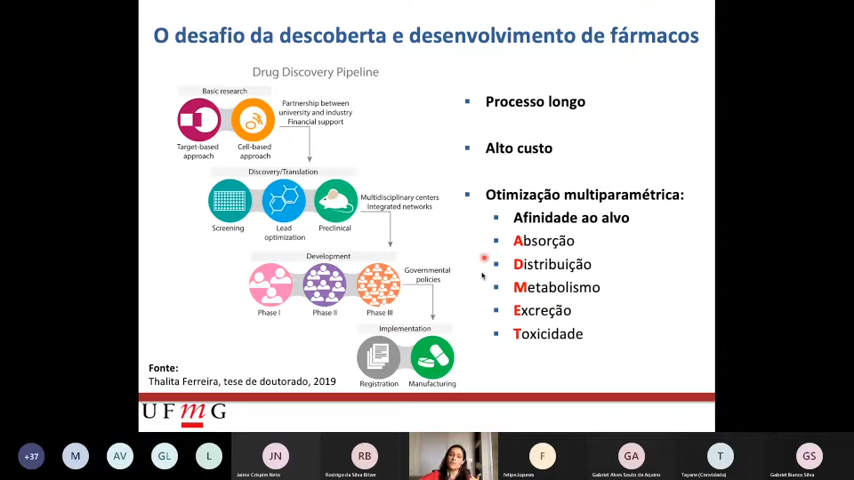 O desafio da descoberta e desenvolvimento de fármacos
Drug Discovery Pipeline
Basic research
Target-based
approach
Cell-based
approach
Partnership between
university and industry
Financial support
Discovery/Translation
Screening
Lead
optimization
Preclinical
Multidisciplinary centers
Integrated networks
Development
Phase I
Phase II
Phase III
Governmental
policies
Implementation
Registration
Manufacturing
Processo longo
Alto custo
Otimização multiparamétrica:
Afinidade ao alvo
Absorção
Distribuição
Metabolismo
Excreção
Toxicidade
Fonte:
Thalita Ferreira, tese de doutorado, 2019
UFmG
+37
M
AV
GL
L
JN
Jaime Crispim Neto
RB
Rodrigo da Silva Bitzer
F
GA
Gabriel Alves Souto de Aquino
T
Tayane (Convidado)
GS
Gabriel Bianco Silva